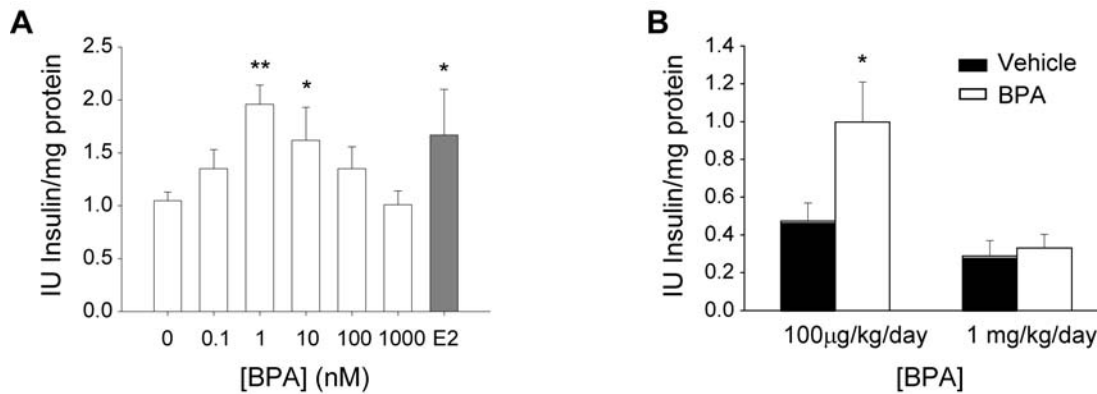 A
IU Insulin/mg protein
2.5
2.0
1.5
1.0
0.5
0.0
** * *
0 0.1 1 10 100 1000 E2
[BPA] (nM)
B
IU Insulin/mg protein
1.4
1.2
1.0
0.8
0.6
0.4
0.2
0.0
*
Vehicle
BPA
100μg/kg/day 1 mg/kg/day
[BPA]